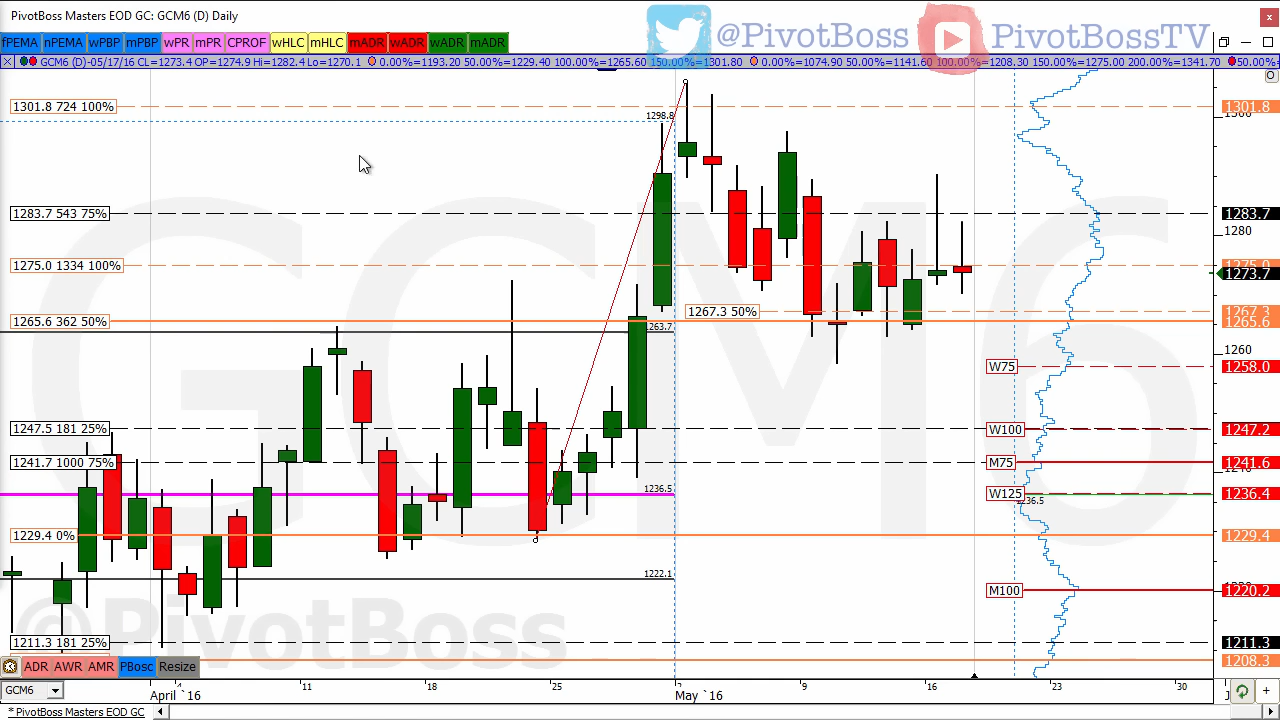 PivotBoss Masters EOD GC: GCM6 (D) Daily
@PivotBoss PivotBossTV
fPEMA nPEMA wPBP mPBP wPR mPR CPROF wHLC mHLC mADR wADR wADR mADR
GCM6 (D)-05/17/16 CL=1273.4 OP=1274.9 Hi=1282.4 Lo=1270.1 0.00%=1193.20 50.00%=1229.40 100.00%=1265.60 150.00%=1301.80 0.00%=1074.90 50.00%=1141.60 100.00%=1208.30 150.00%=1275.00 200.00%=1341.70 50.00%=
1301.8 724 100%
1301.8
1300
1298.8
1283.7 543 75%
1283.7
1280
1275.0 1334 100%
1275.0
1273.7
1267.3 50%
1267.3
1265.6 362 50%
1265.6
1263.7
1260
W75
1258.0
1247.5 181 25%
W100
1247.2
1241.7 1000 75%
M75
1241.6
1240
1236.5
W125
1236.4
1236.5
1229.4 0%
1229.4
1222.1
M100
1220.2
@PivotBoss
GCM6
1211.3 181 25%
1211.3
1208.3
ADR AWR AMR PBosc Resize
GCM6
4 11 18 25 2 9 16 23 30
April `16 May `16
* PivotBoss Masters EOD GC